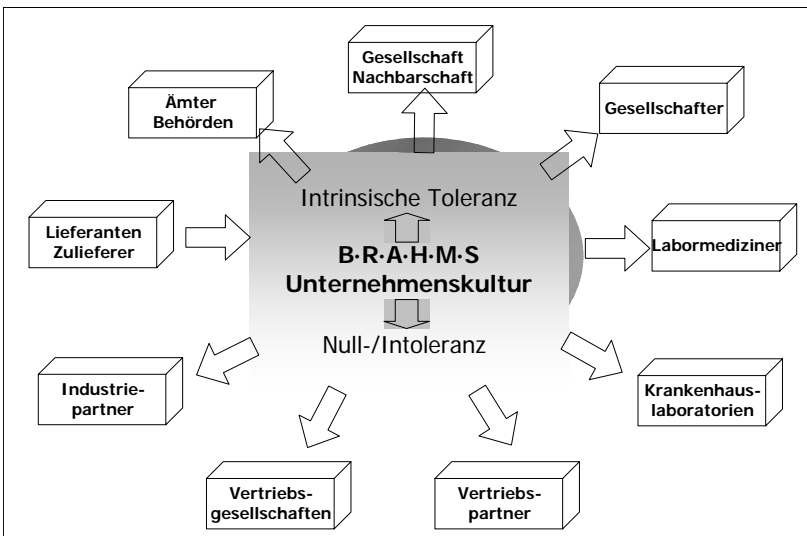 Gesellschaft
Nachbarschaft
Ämter
Behörden
Gesellschafter
Intrinsische Toleranz
Lieferanten
Zulieferer
B·R·A·H·M·S
Unternehmenskultur
Labormediziner
Null-/Intoleranz
Industrie-
partner
Krankenhaus-
laboratorien
Vertriebs-
gesellschaften
Vertriebs-
partner